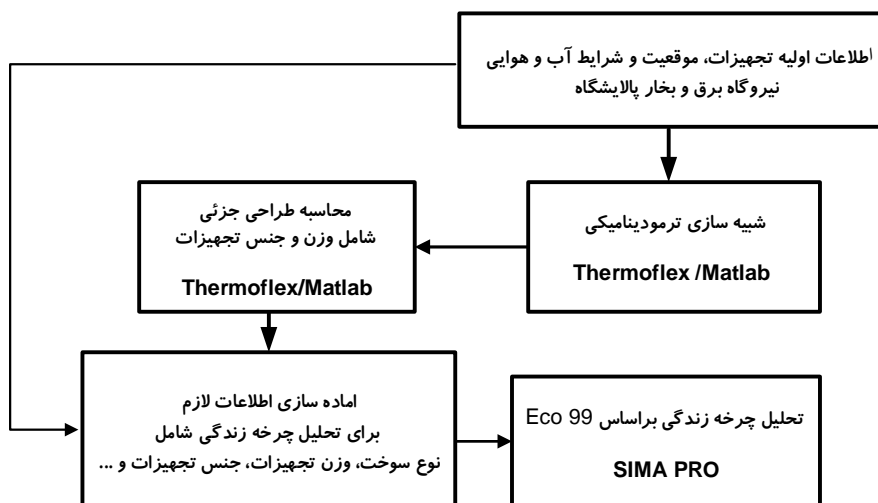 اطلاعات اولیه تجهیزات، موقعیت و شرایط آب و هوایی
نیروگاه برق و بخار پالایشگاه
شبیه سازی ترمودینامیکی
Thermoflex /Matlab
محاسبه طراحی جزئی
شامل وزن و جنس تجهیزات
Thermoflex/Matlab
اماده سازی اطلاعات لازم
برای تحلیل چرخه زندگی شامل
نوع سوخت، وزن تجهیزات، جنس تجهیزات و ...
تحلیل چرخه زندگی براساس Eco 99
SIMA PRO